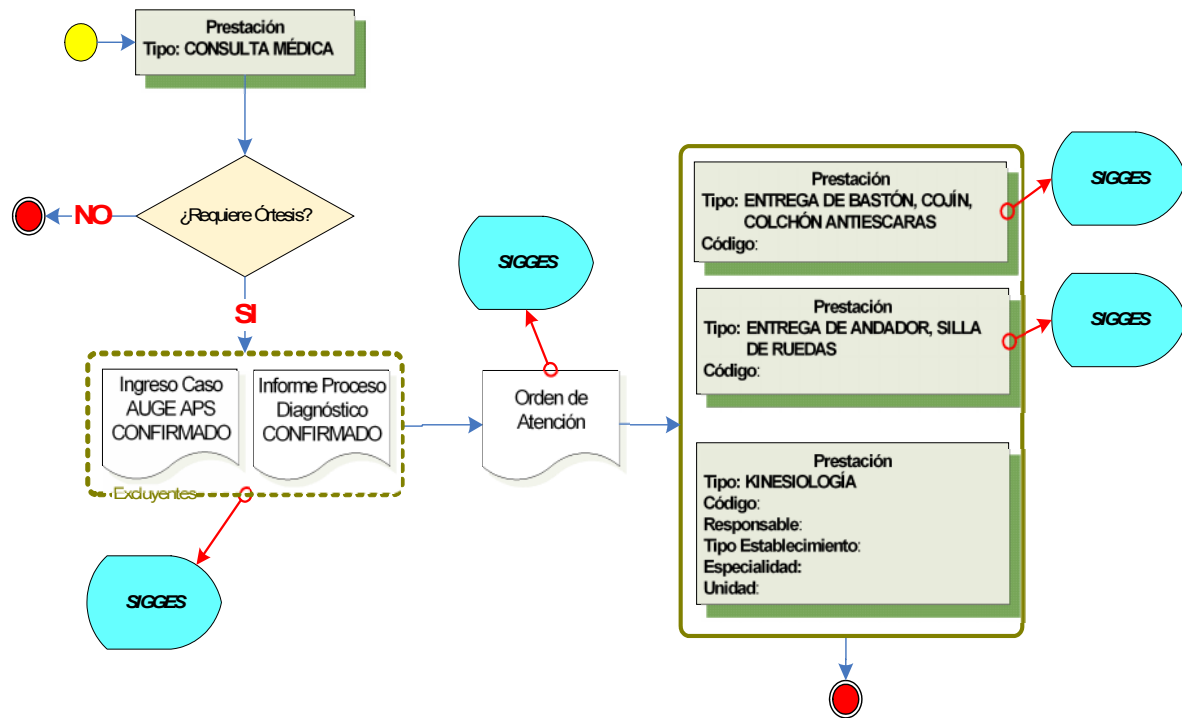 Prestación
Tipo: CONSULTA MÉDICA
¿Requiere Órtesis?
NO
SI
Ingreso Caso
AUGE APS
CONFIRMADO
Informe Proceso
Diagnóstico
CONFIRMADO
Excluyentes
SIGGES
SIGGES
Orden de
Atención
Prestación
Tipo: ENTREGA DE BASTÓN, COJÍN,
COLCHÓN ANTIESCARAS
Código:
SIGGES
Prestación
Tipo: ENTREGA DE ANDADOR, SILLA
DE RUEDAS
Código:
SIGGES
Prestación
Tipo: KINESIOLOGÍA
Código:
Responsable:
Tipo Establecimiento:
Especialidad:
Unidad: